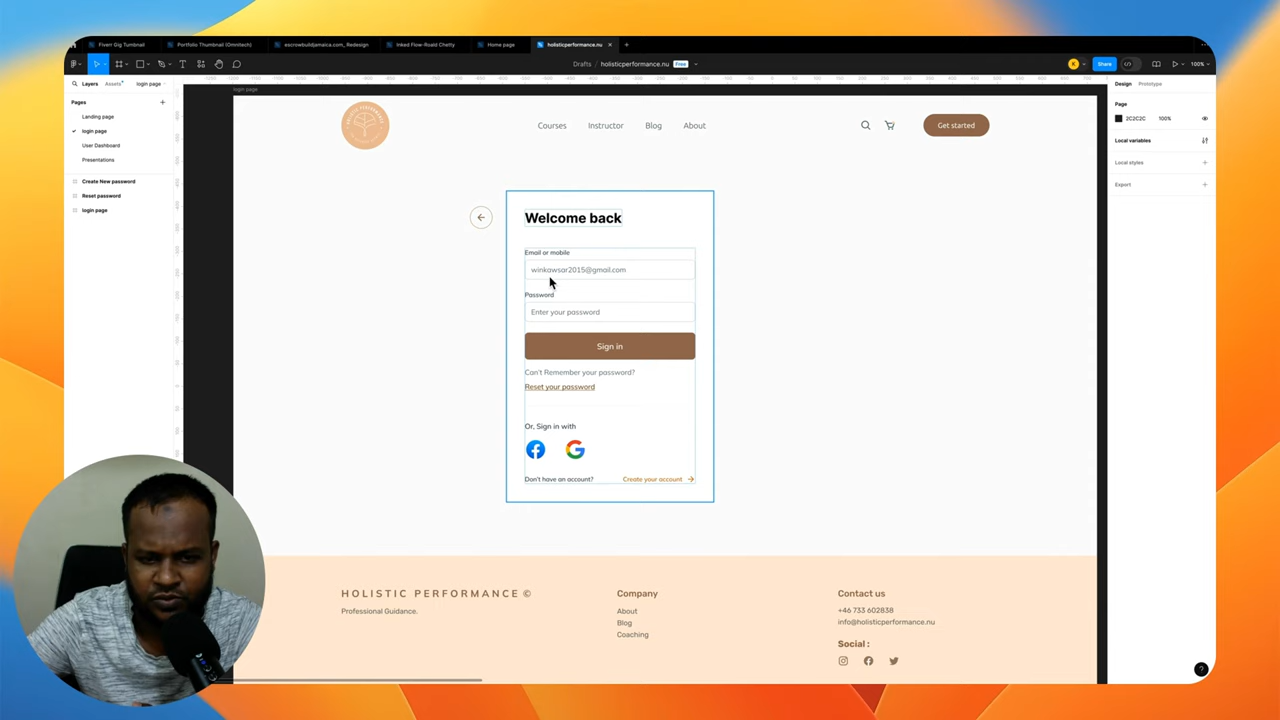 Fiverr Gig Tumbnail
Portfolio Thumbnail (Omnitech)
escrowbuildjamaica.com_ Redesign
Inked Flow-Roald Chetty
Home page
holisticperformance.nu
Drafts / holisticperformance.nu Free
K
Share
100%
Layers Assets login page
Design Prototype
Pages
Landing page
login page
User Dashboard
Presentations
Create New password
Reset password
login page
Page
2C2C2C 100%
Local variables
Local styles
Export
login page
Courses Instructor Blog About
Get started
Welcome back
Email or mobile
winkawsar2015@gmail.com
Password
Enter your password
Sign in
Can't Remember your password?
Reset your password
Or, Sign in with
Don't have an account? Create your account
HOLISTIC PERFORMANCE ©
Professional Guidance.
Company
About
Blog
Coaching
Contact us
+46 733 602838
info@holisticperformance.nu
Social :
?